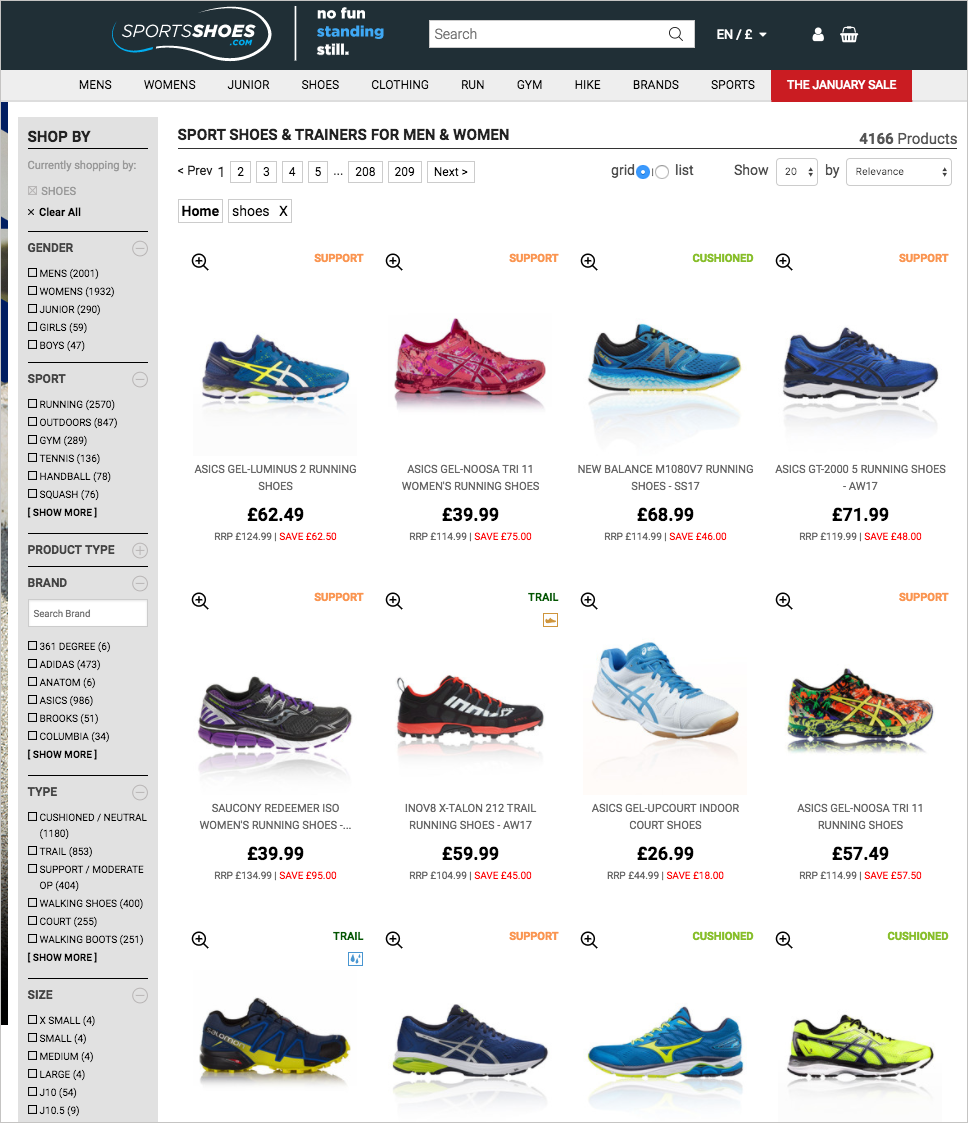 SPORTSSHOES
.COM
no fun
standing
still.
Search
EN / £
MENS WOMENS JUNIOR SHOES CLOTHING RUN GYM HIKE BRANDS SPORTS THE JANUARY SALE
SHOP BY
Currently shopping by:
SHOES
× Clear All
GENDER
MENS (2001)
WOMENS (1932)
JUNIOR (290)
GIRLS (59)
BOYS (47)
SPORT
RUNNING (2570)
OUTDOORS (847)
GYM (289)
TENNIS (136)
HANDBALL (78)
SQUASH (76)
[ SHOW MORE ]
PRODUCT TYPE
BRAND
Search Brand
361 DEGREE (6)
ADIDAS (473)
ANATOM (6)
ASICS (986)
BROOKS (51)
COLUMBIA (34)
[ SHOW MORE ]
TYPE
CUSHIONED / NEUTRAL
(1180)
TRAIL (853)
SUPPORT / MODERATE
OP (404)
WALKING SHOES (400)
COURT (255)
WALKING BOOTS (251)
[ SHOW MORE ]
SIZE
X SMALL (4)
SMALL (4)
MEDIUM (4)
LARGE (4)
J10 (54)
J10.5 (9)
SPORT SHOES & TRAINERS FOR MEN & WOMEN
4166 Products
< Prev 1 2 3 4 5 ... 208 209 Next >
grid list Show 20 by Relevance
Home shoes X
SUPPORT SUPPORT CUSHIONED SUPPORT
ASICS GEL-LUMINUS 2 RUNNING
SHOES
£62.49
RRP £124.99 | SAVE £62.50
ASICS GEL-NOOSA TRI 11
WOMEN'S RUNNING SHOES
£39.99
RRP £114.99 | SAVE £75.00
NEW BALANCE M1080V7 RUNNING
SHOES - SS17
£68.99
RRP £114.99 | SAVE £46.00
ASICS GT-2000 5 RUNNING SHOES
- AW17
£71.99
RRP £119.99 | SAVE £48.00
SUPPORT TRAIL SUPPORT
SAUCONY REDEEMER ISO
WOMEN'S RUNNING SHOES -...
£39.99
RRP £134.99 | SAVE £95.00
INOV8 X-TALON 212 TRAIL
RUNNING SHOES - AW17
£59.99
RRP £104.99 | SAVE £45.00
ASICS GEL-UPCOURT INDOOR
COURT SHOES
£26.99
RRP £44.99 | SAVE £18.00
ASICS GEL-NOOSA TRI 11
RUNNING SHOES
£57.49
RRP £114.99 | SAVE £57.50
TRAIL SUPPORT CUSHIONED CUSHIONED